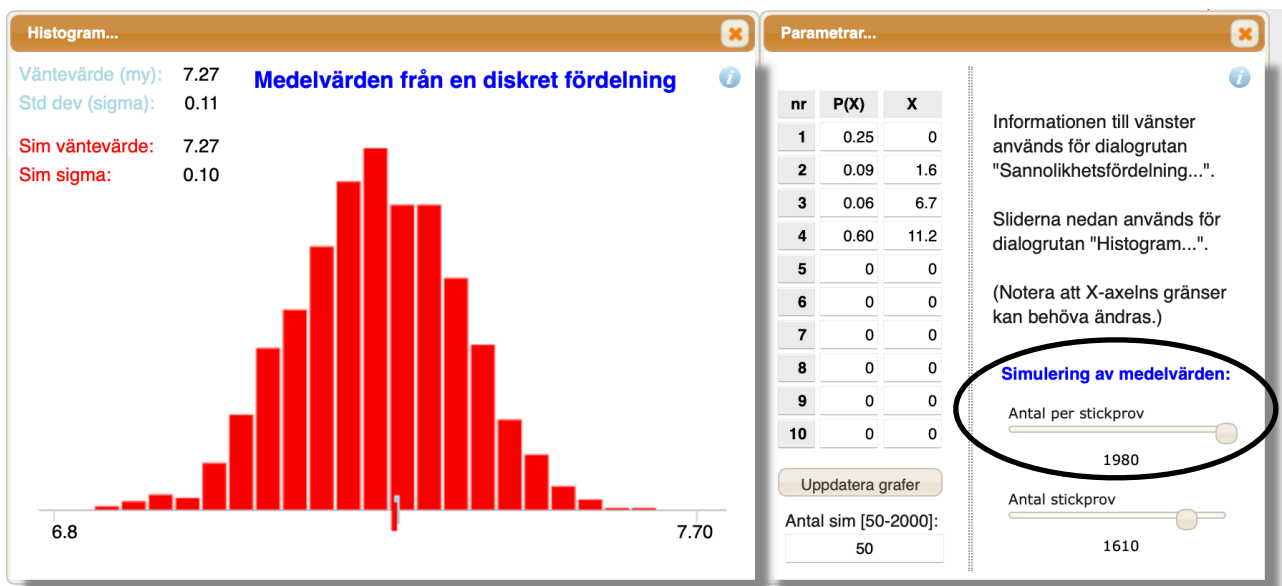 Histogram...
Väntevärde (my): 7.27
Std dev (sigma): 0.11
Sim väntevärde: 7.27
Sim sigma: 0.10
Medelvärden från en diskret fördelning
i
6.8 7.70
Parametrar...
i
nr P(X) X
1 0.25 0
2 0.09 1.6
3 0.06 6.7
4 0.60 11.2
5 0 0
6 0 0
7 0 0
8 0 0
9 0 0
10 0 0
Uppdatera grafer
Antal sim [50-2000]:
50
Informationen till vänster
används för dialogrutan
"Sannolikhetsfördelning...".
Sliderna nedan används för
dialogrutan "Histogram...".
(Notera att X-axelns gränser
kan behöva ändras.)
Simulering av medelvärden:
Antal per stickprov
1980
Antal stickprov
1610